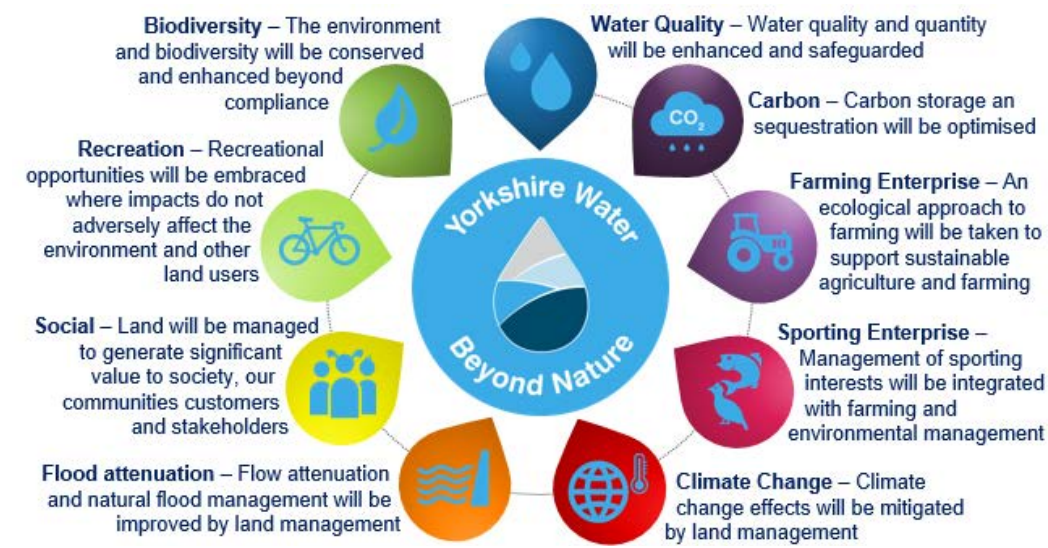 Biodiversity – The environment
and biodiversity will be conserved
and enhanced beyond
compliance
Water Quality – Water quality and quantity
will be enhanced and safeguarded
CO₂
Carbon – Carbon storage an
sequestration will be optimised
Recreation – Recreational
opportunities will be embraced
where impacts do not
adversely affect the
environment and other
land users
Yorkshire Water
Beyond Nature
Farming Enterprise – An
ecological approach to
farming will be taken to
support sustainable
agriculture and farming
Social – Land will be managed
to generate significant
value to society, our
communities customers
and stakeholders
Sporting Enterprise –
Management of sporting
interests will be integrated
with farming and
environmental management
Flood attenuation – Flow attenuation
and natural flood management will be
improved by land management
Climate Change – Climate
change effects will be mitigated
by land management